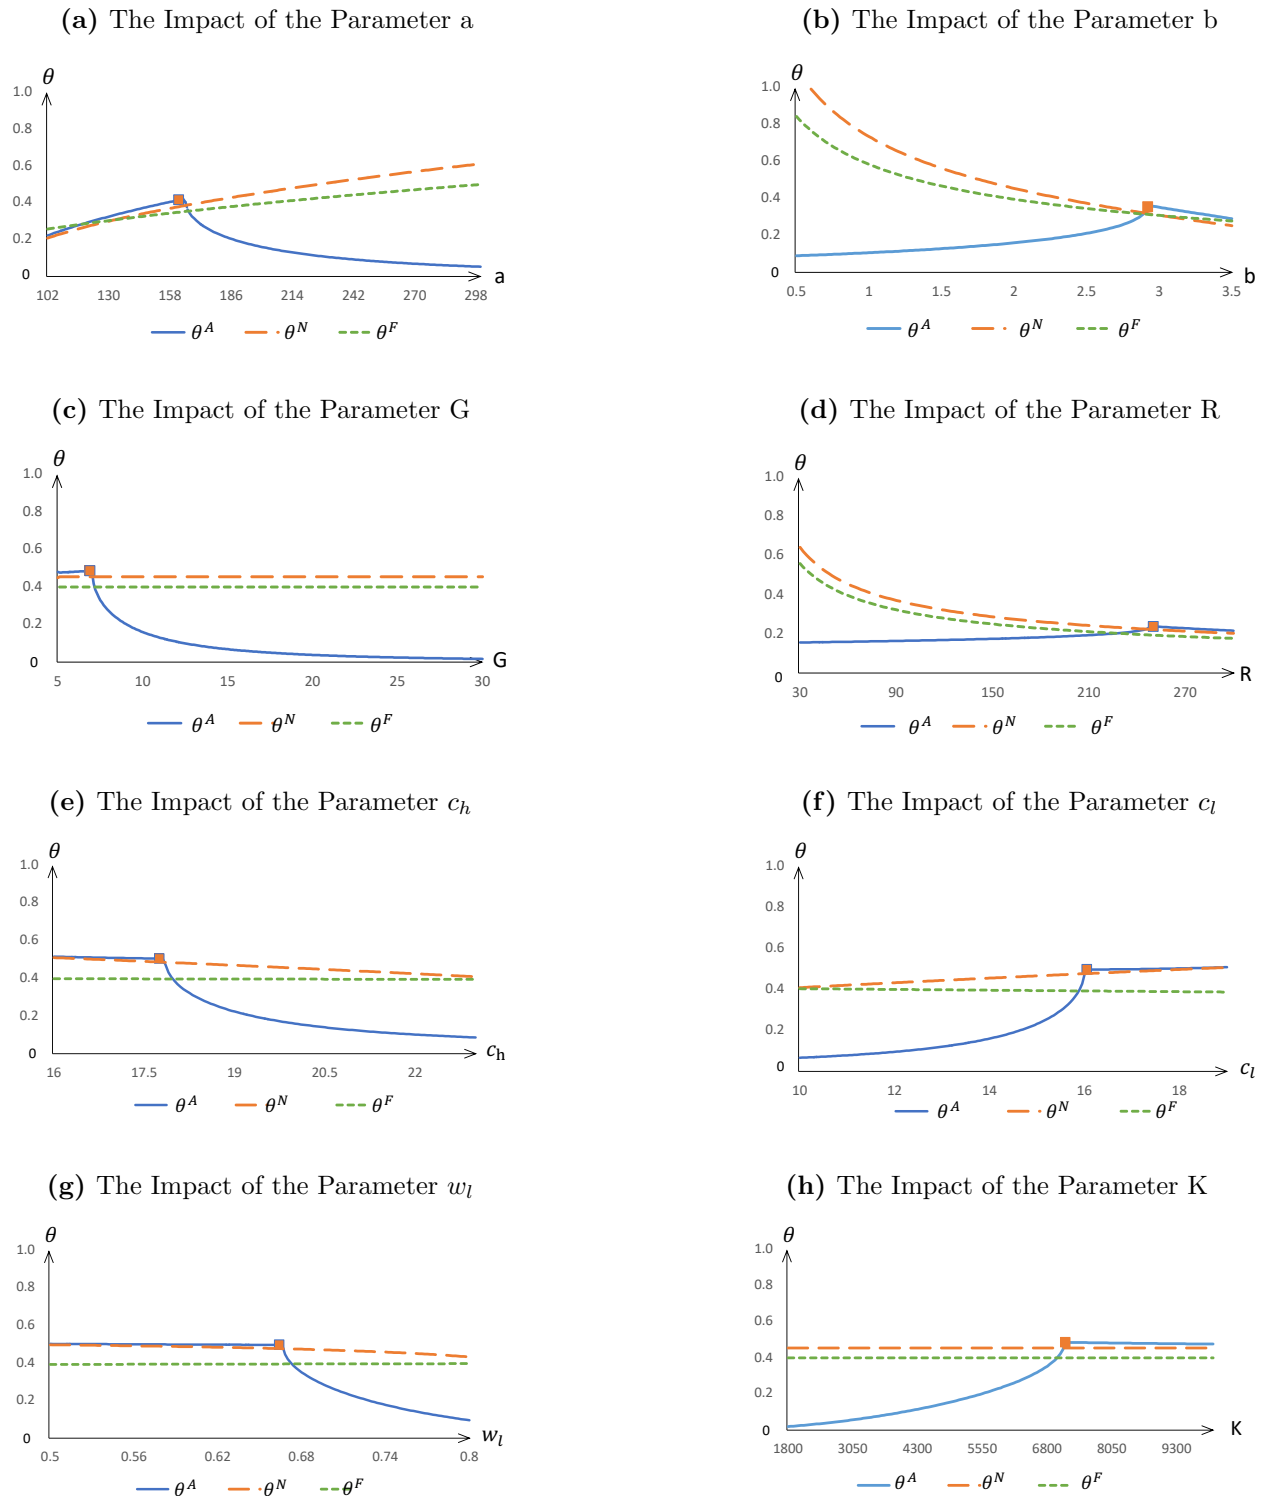 (a) The Impact of the Parameter a
θ
1.0
0.8
0.6
0.4
0.2
0
a
102 130 158 186 214 242 270 298
θ^A θ^N θ^F
(b) The Impact of the Parameter b
θ
1.0
0.8
0.6
0.4
0.2
0
b
0.5 1 1.5 2 2.5 3 3.5
θ^A θ^N θ^F
(c) The Impact of the Parameter G
θ
1.0
0.8
0.6
0.4
0.2
0
G
5 10 15 20 25 30
θ^A θ^N θ^F
(d) The Impact of the Parameter R
θ
1.0
0.8
0.6
0.4
0.2
0
R
30 90 150 210 270
θ^A θ^N θ^F
(e) The Impact of the Parameter c_h
θ
1.0
0.8
0.6
0.4
0.2
0
c_h
16 17.5 19 20.5 22
θ^A θ^N θ^F
(f) The Impact of the Parameter c_l
θ
1.0
0.8
0.6
0.4
0.2
0
c_l
10 12 14 16 18
θ^A θ^N θ^F
(g) The Impact of the Parameter w_l
θ
1.0
0.8
0.6
0.4
0.2
0
w_l
0.5 0.56 0.62 0.68 0.74 0.8
θ^A θ^N θ^F
(h) The Impact of the Parameter K
θ
1.0
0.8
0.6
0.4
0.2
0
K
1800 3050 4300 5550 6800 8050 9300
θ^A θ^N θ^F